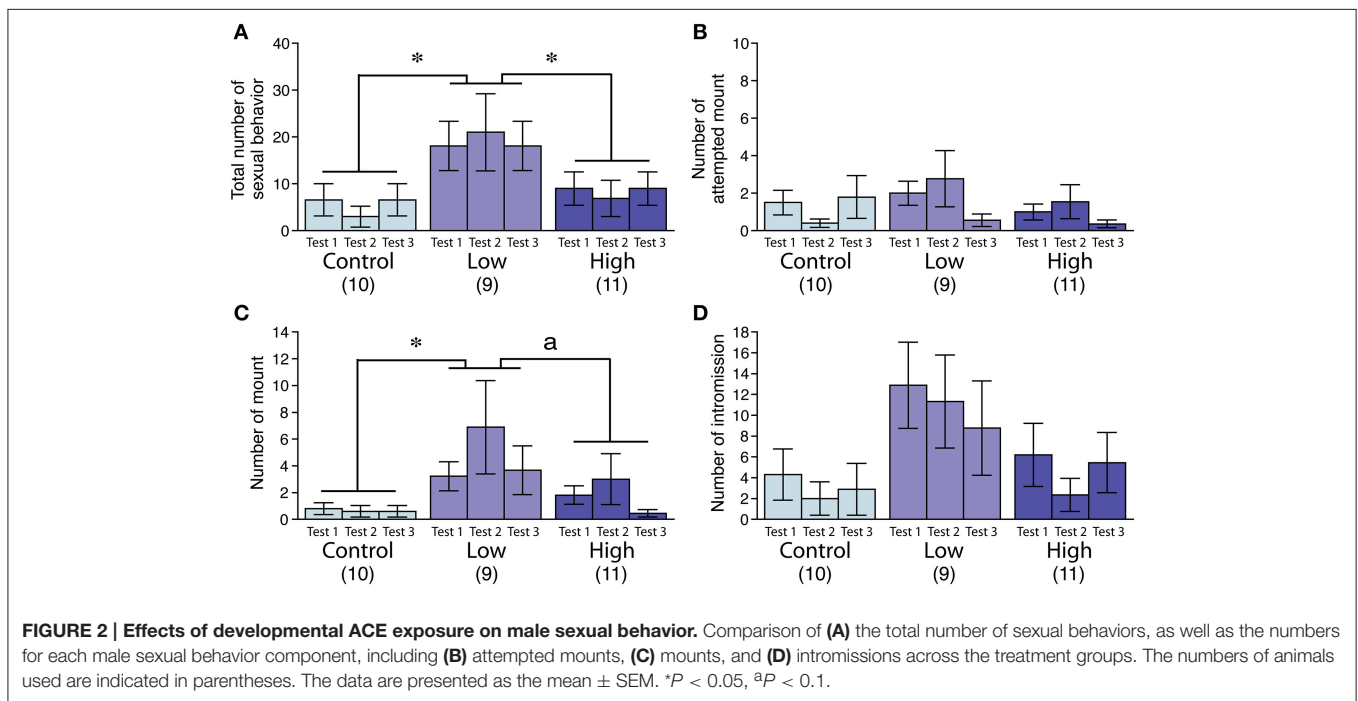 A
Total number of
sexual behavior
40
30
20
10
0
*
*
Test 1 Test 2 Test 3
Test 1 Test 2 Test 3
Test 1 Test 2 Test 3
Control
(10)
Low
(9)
High
(11)
B
Number of
attempted mount
10
8
6
4
2
0
Test 1 Test 2 Test 3
Test 1 Test 2 Test 3
Test 1 Test 2 Test 3
Control
(10)
Low
(9)
High
(11)
C
Number of mount
14
12
10
8
6
4
2
0
*
a
Test 1 Test 2 Test 3
Test 1 Test 2 Test 3
Test 1 Test 2 Test 3
Control
(10)
Low
(9)
High
(11)
D
Number of intromission
18
16
14
12
10
8
6
4
2
0
Test 1 Test 2 Test 3
Test 1 Test 2 Test 3
Test 1 Test 2 Test 3
Control
(10)
Low
(9)
High
(11)
FIGURE 2 | Effects of developmental ACE exposure on male sexual behavior. Comparison of (A) the total number of sexual behaviors, as well as the numbers
for each male sexual behavior component, including (B) attempted mounts, (C) mounts, and (D) intromissions across the treatment groups. The numbers of animals
used are indicated in parentheses. The data are presented as the mean ± SEM. *P < 0.05, aP < 0.1.